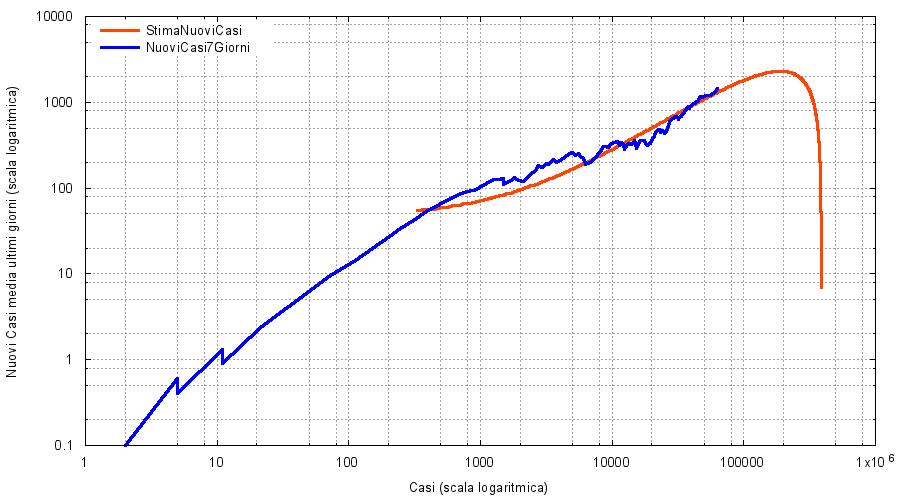 StimaNuoviCasi
NuoviCasi7Giorni
Nuovi Casi media ultimi giorni (scala logaritmica)
10000
1000
100
10
1
0.1
1 10 100 1000 10000 100000 1x10 6
Casi (scala logaritmica)